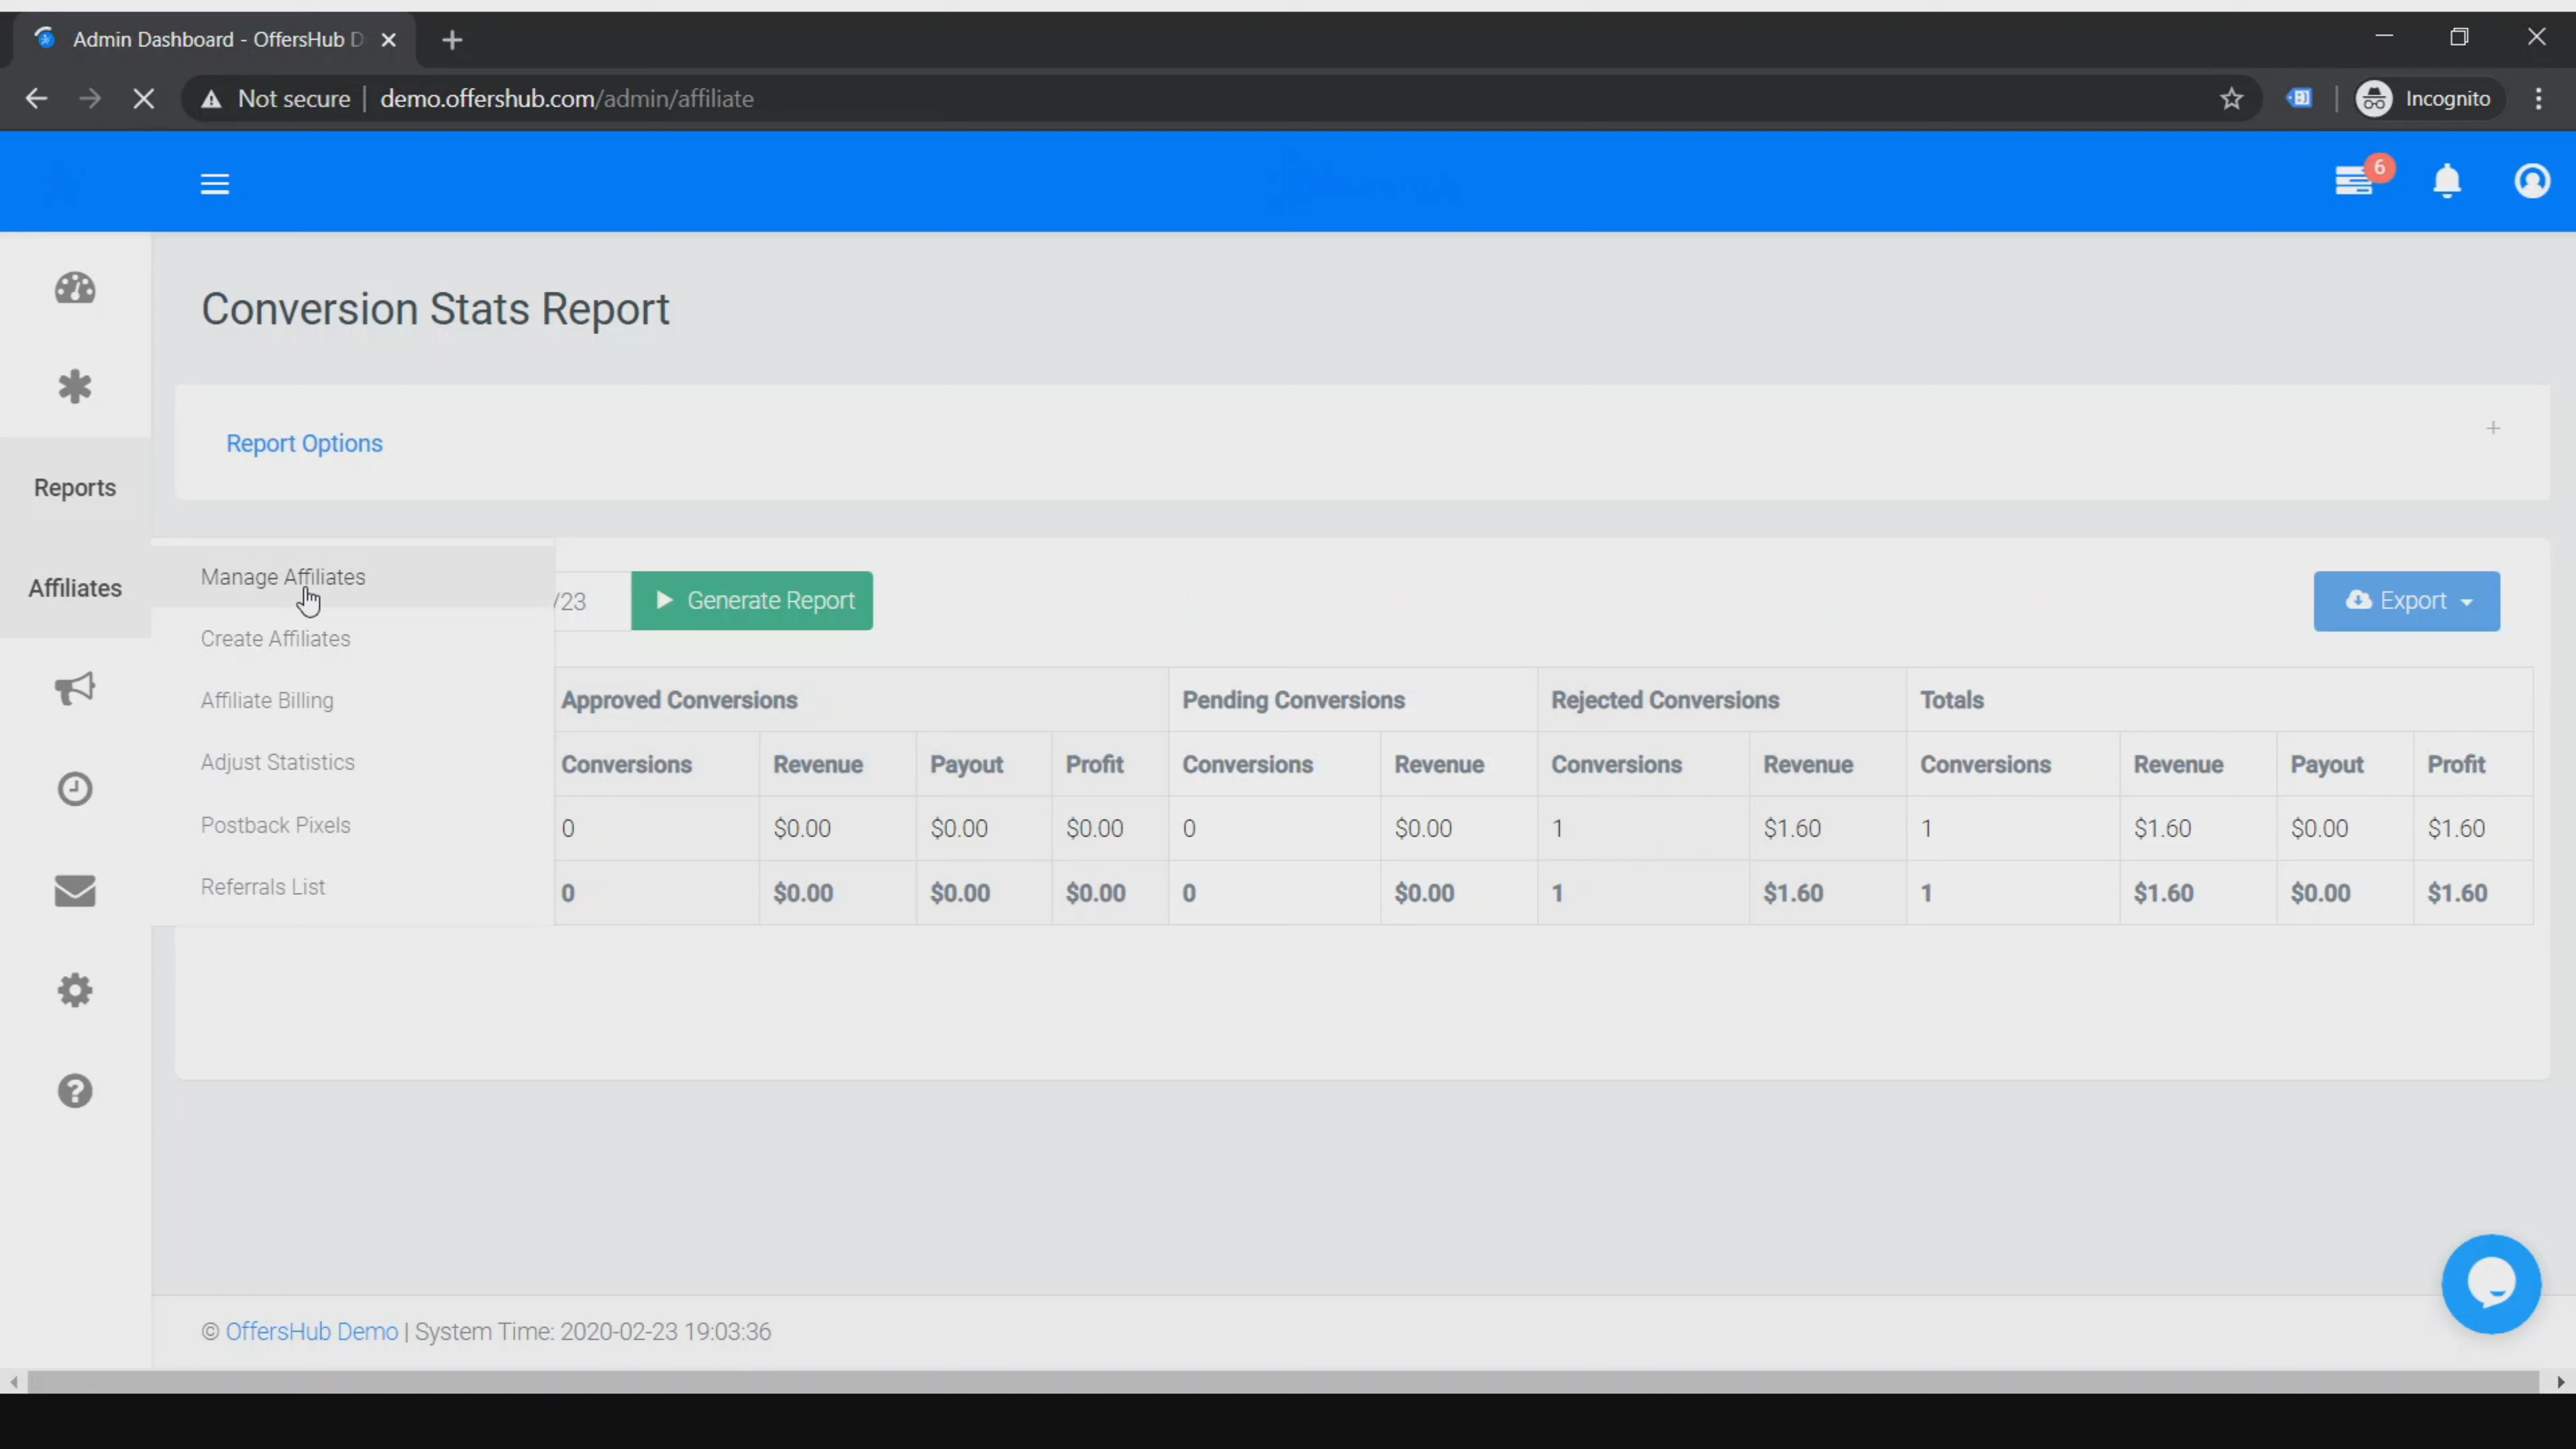 Admin Dashboard - OffersHub D
Not secure | demo.offershub.com/admin/affiliate
Incognito
6
Conversion Stats Report
Report Options
+
Reports
Affiliates
Manage Affiliates
Create Affiliates
Affiliate Billing
Adjust Statistics
Postback Pixels
Referrals List
/23 Generate Report Export
Approved Conversions Pending Conversions Rejected Conversions Totals
Conversions Revenue Payout Profit Conversions Revenue Conversions Revenue Conversions Revenue Payout Profit
0 $0.00 $0.00 $0.00 0 $0.00 1 $1.60 1 $1.60 $0.00 $1.60
0 $0.00 $0.00 $0.00 0 $0.00 1 $1.60 1 $1.60 $0.00 $1.60
© OffersHub Demo | System Time: 2020-02-23 19:03:36